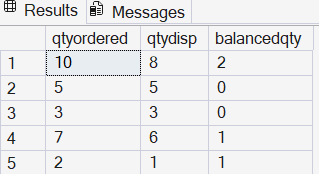 Results Messages
qtyordered qtydisp balancedqty
1 10 8 2
2 5 5 0
3 3 3 0
4 7 6 1
5 2 1 1